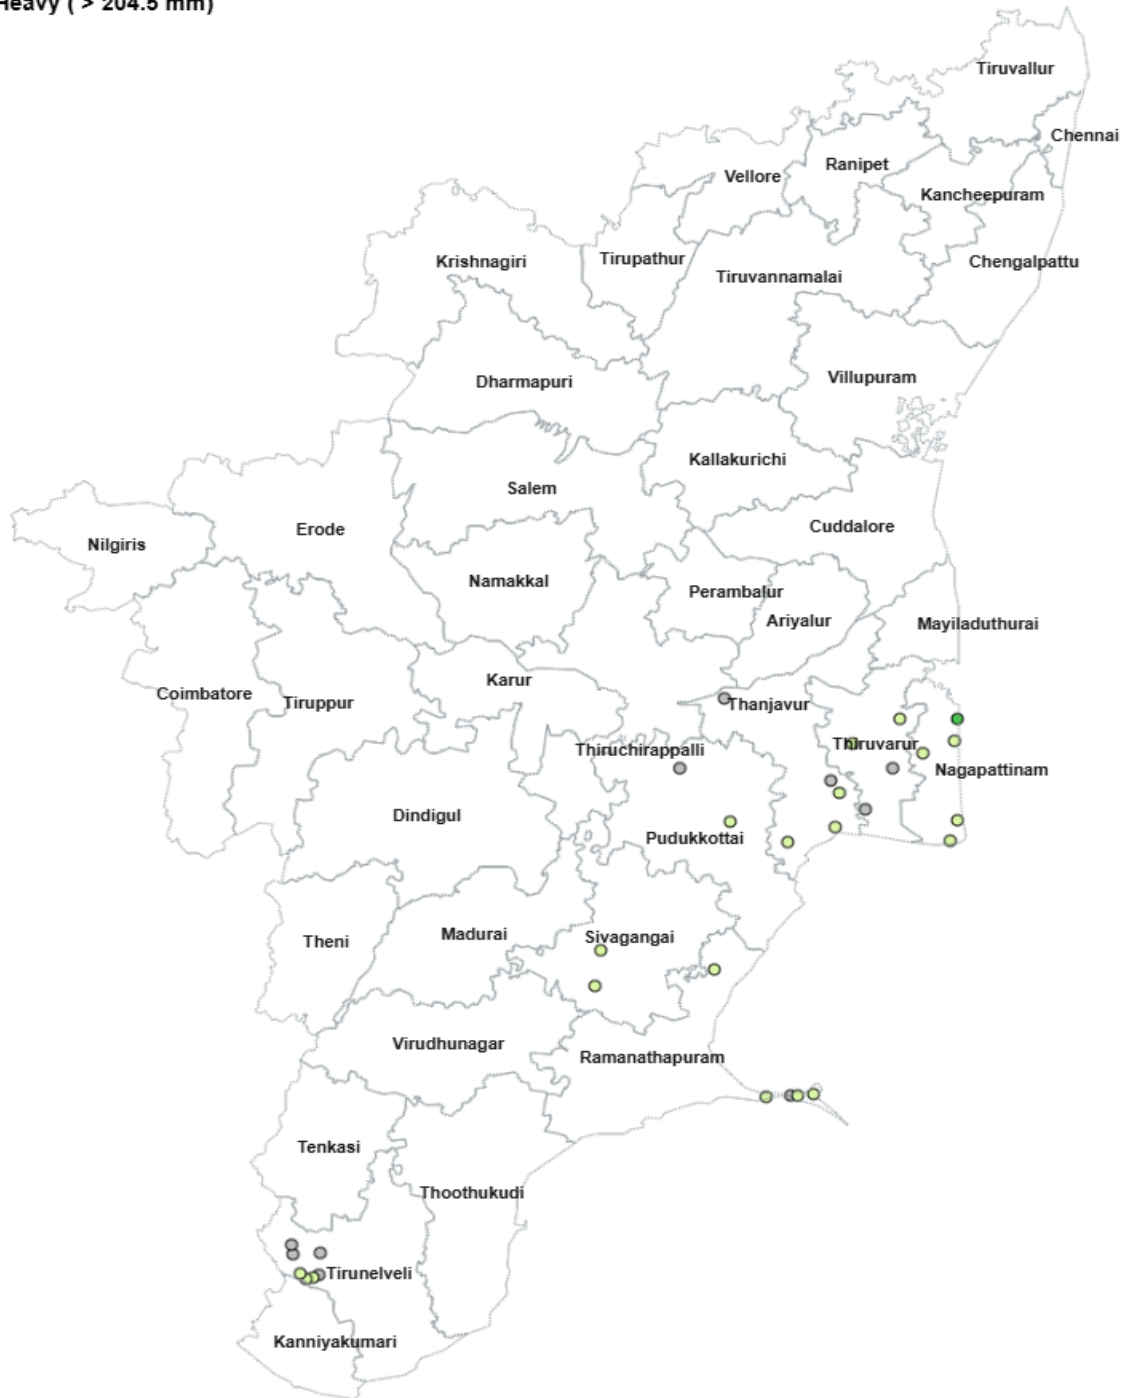 Heavy ( > 204.5 mm)
Tiruvallur
Chennai
Ranipet
Vellore
Kancheepuram
Tirupathur
Krishnagiri
Chengalpattu
Tiruvannamalai
Villupuram
Dharmapuri
Kallakurichi
Salem
Cuddalore
Erode
Nilgiris
Namakkal
Perambalur
Ariyalur
Mayiladuthurai
Karur
Coimbatore
Tiruppur
Thanjavur
Thiruvarur
Thiruchirappalli
Nagapattinam
Dindigul
Pudukkottai
Madurai
Sivagangai
Theni
Virudhunagar
Ramanathapuram
Tenkasi
Thoothukudi
Tirunelveli
Kanniyakumari